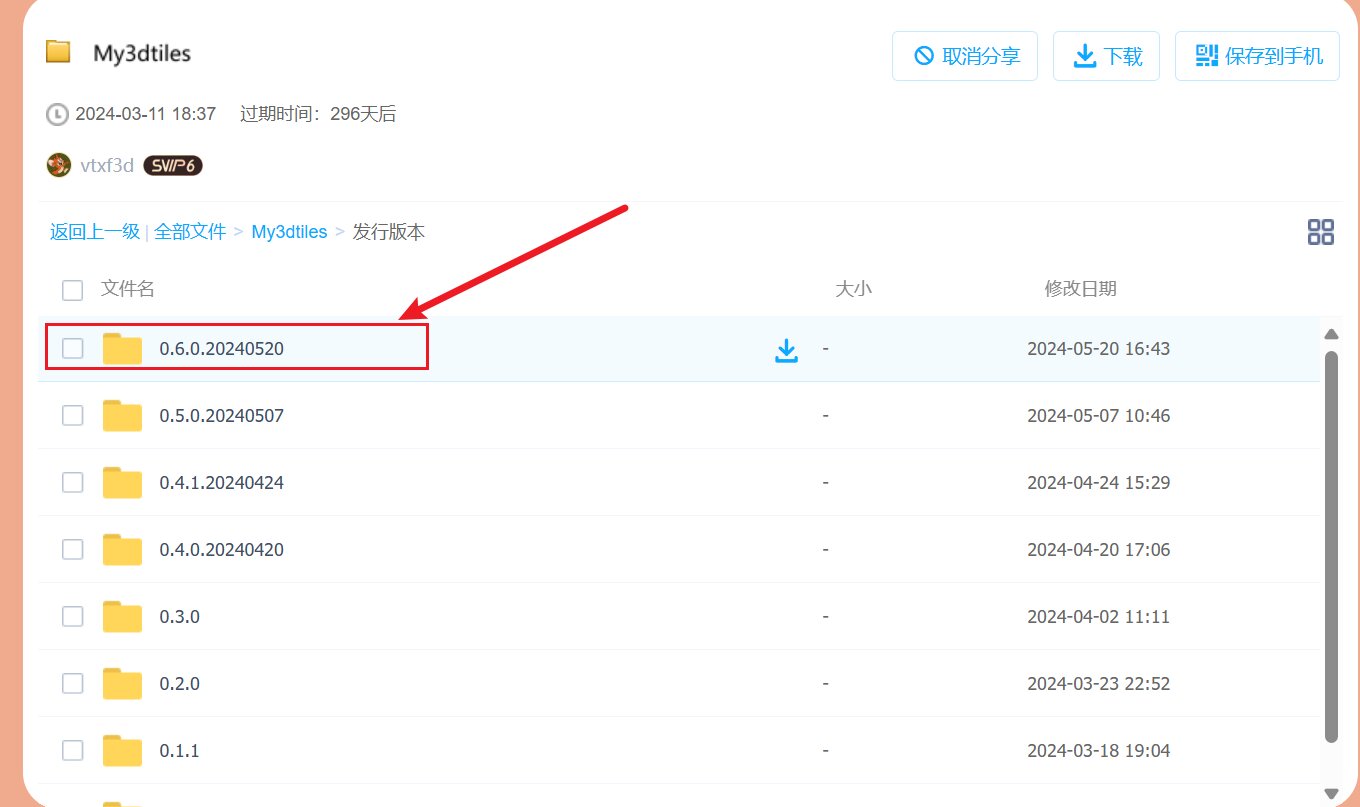 My3dtiles
取消分享 下载 保存到手机
2024-03-11 18:37 过期时间：296天后
vtxf3d SVIP6
返回上一级 | 全部文件 > My3dtiles > 发行版本
文件名 大小 修改日期
0.6.0.20240520 - 2024-05-20 16:43
0.5.0.20240507 - 2024-05-07 10:46
0.4.1.20240424 - 2024-04-24 15:29
0.4.0.20240420 - 2024-04-20 17:06
0.3.0 - 2024-04-02 11:11
0.2.0 - 2024-03-23 22:52
0.1.1 - 2024-03-18 19:04